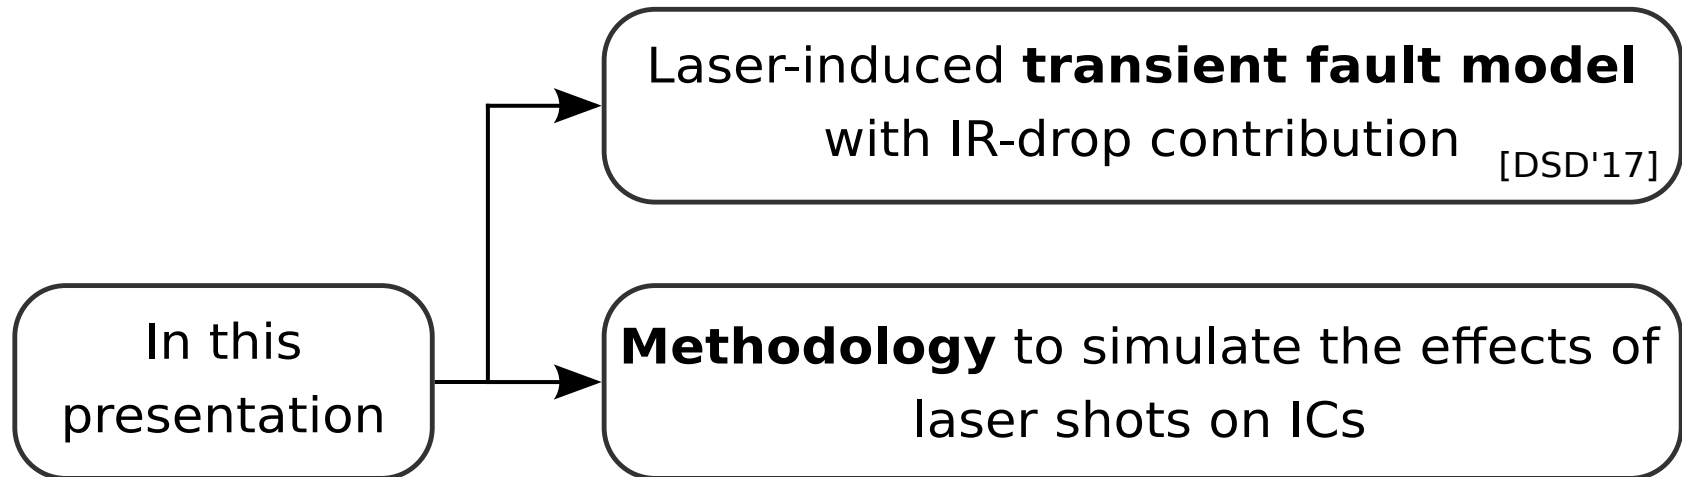 Laser-induced transient fault model
with IR-drop contribution
[DSD'17]
In this
presentation
Methodology to simulate the effects of
laser shots on ICs